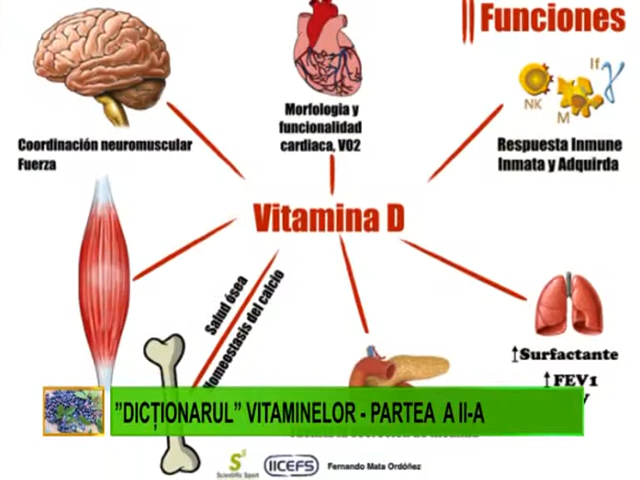 Funciones
If γ
NK
M
Morfologia y
funcionalidad
cardiaca, VO2
Coordinación neuromuscular
Fuerza
Respuesta Inmune
Inmata y Adquirda
Vitamina D
Salud ósea
Homeostasis del calcio
↑Surfactante
↑FEV1
"DICȚIONARUL" VITAMINELOR - PARTEA A II-A
Scientific Sport
IICEFS
Fernando Mata Ordóñez